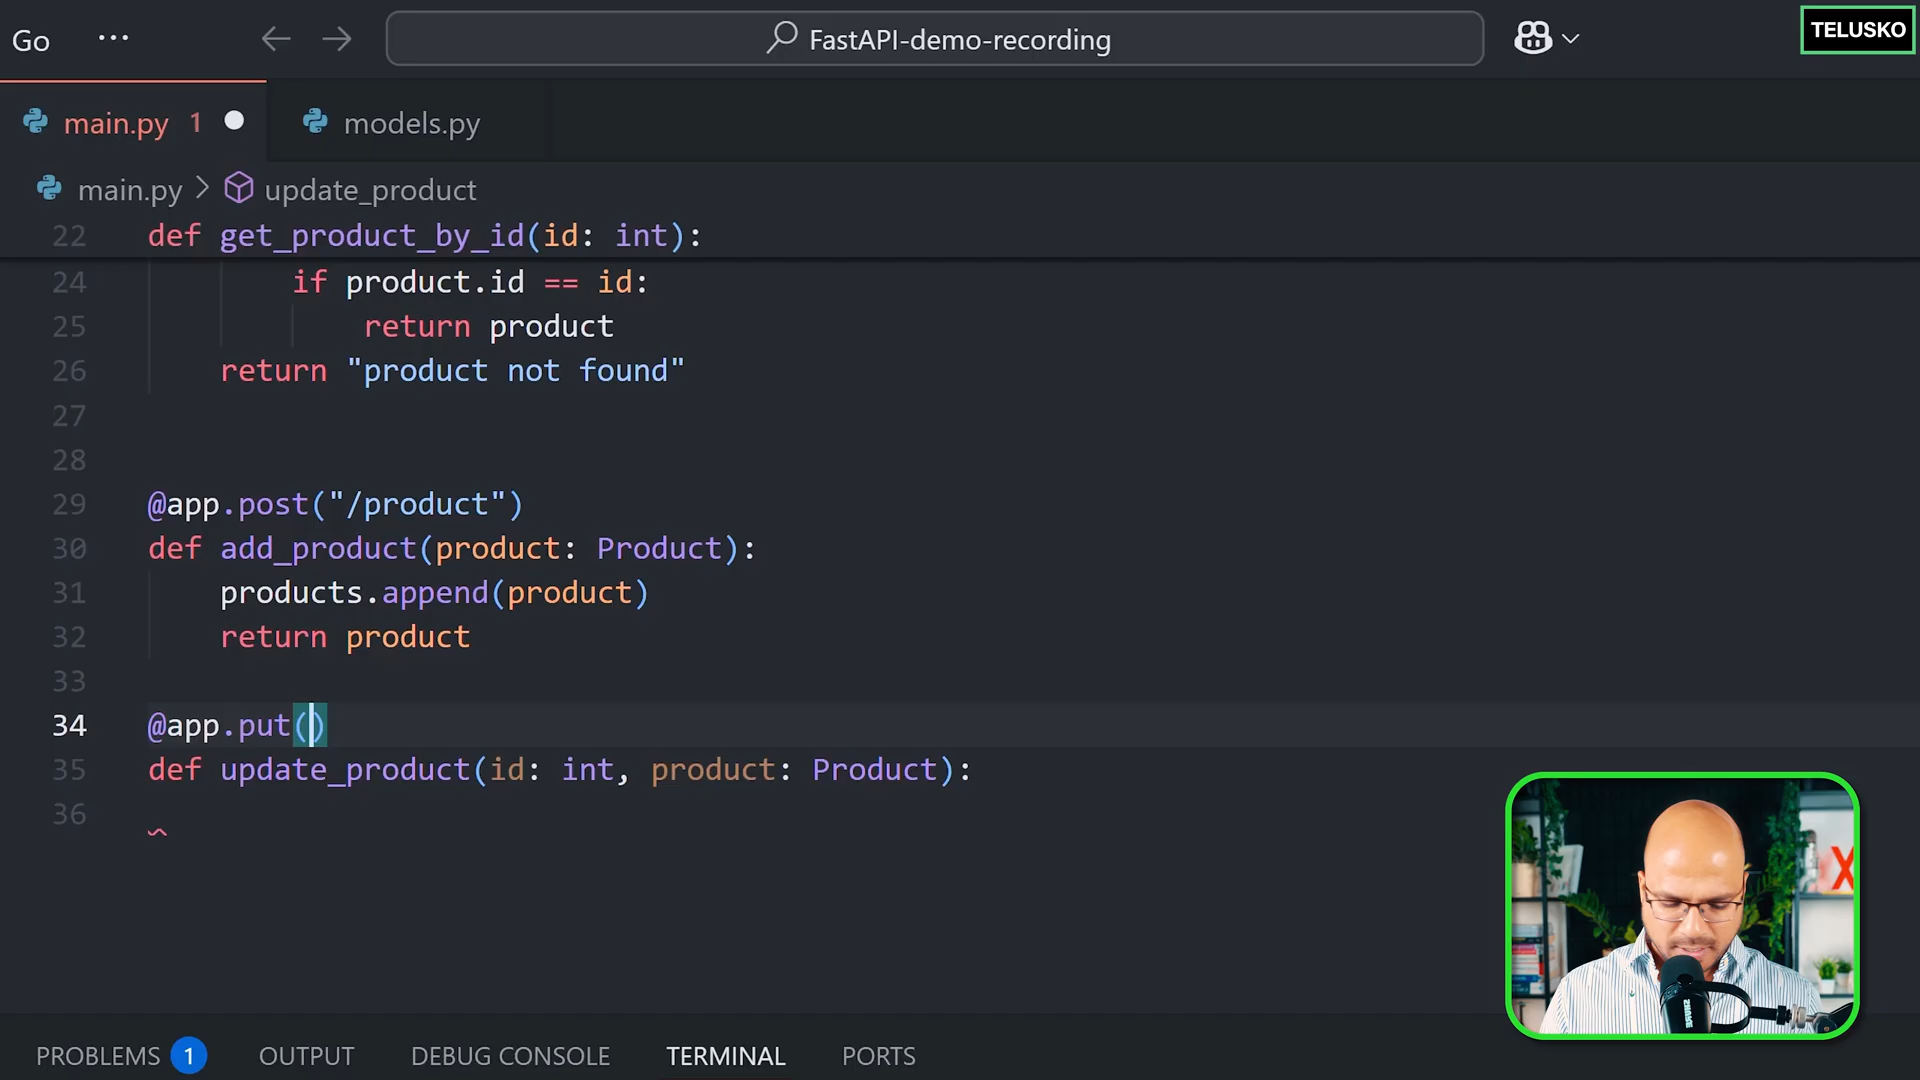 Go ... FastAPI-demo-recording TELUSKO
main.py 1 models.py
main.py > update_product
22 def get_product_by_id(id: int):
24 if product.id == id:
25 return product
26 return "product not found"
27
28
29 @app.post("/product")
30 def add_product(product: Product):
31 products.append(product)
32 return product
33
34 @app.put()
35 def update_product(id: int, product: Product):
36
PROBLEMS 1 OUTPUT DEBUG CONSOLE TERMINAL PORTS